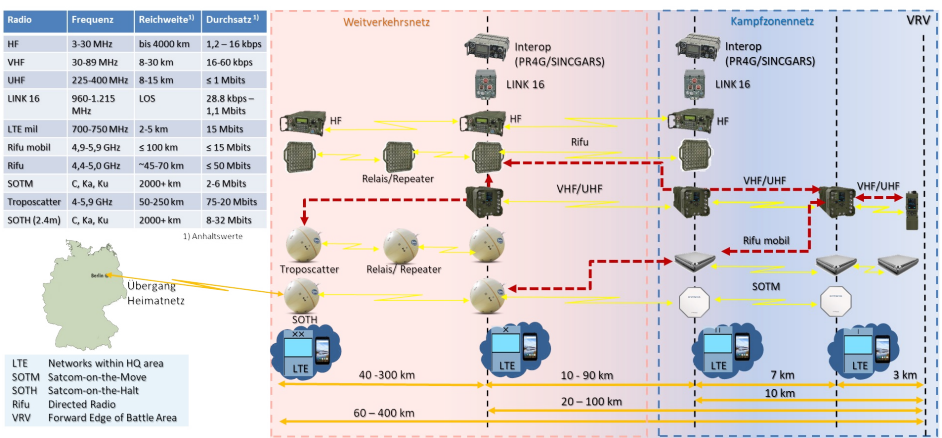 Radio Frequenz Reichweite1) Durchsatz 1)
HF 3-30 MHz bis 4000 km 1,2 – 16 kbps
VHF 30-89 MHz 8-30 km 16-60 kbps
UHF 225-400 MHz 8-15 km ≤ 1 Mbits
LINK 16 960-1.215 MHz LOS 28.8 kbps – 1,1 Mbits
LTE mil 700-750 MHz 2-5 km 15 Mbits
Rifu mobil 4,9-5,9 GHz ≤ 100 km ≤ 15 Mbits
Rifu 4,4-5,0 GHz ~45-70 km ≤ 50 Mbits
SOTM C, Ka, Ku 2000+ km 2-6 Mbits
Troposcatter 4-5,9 GHz 50-250 km 75-20 Mbits
SOTH (2.4m) C, Ka, Ku 2000+ km 8-32 Mbits
1) Anhaltswerte
Berlin
Übergang
Heimatnetz
LTE Networks within HQ area
SOTM Satcom-on-the-Move
SOTH Satcom-on-the-Halt
Rifu Directed Radio
VRV Forward Edge of Battle Area
Weitverkehrsnetz
Kampfzonennetz
VRV
Interop
(PR4G/SINCGARS)
LINK 16
Interop
(PR4G/SINCGARS)
LINK 16
HF
HF
HF
Rifu
Relais/Repeater
VHF/UHF
VHF/UHF
VHF/UHF
Rifu mobil
Troposcatter
Relais/ Repeater
SOTM
SOTH
XX
X
II
I
LTE
LTE
LTE
LTE
40 -300 km
10 - 90 km
7 km
3 km
10 km
20 – 100 km
60 – 400 km